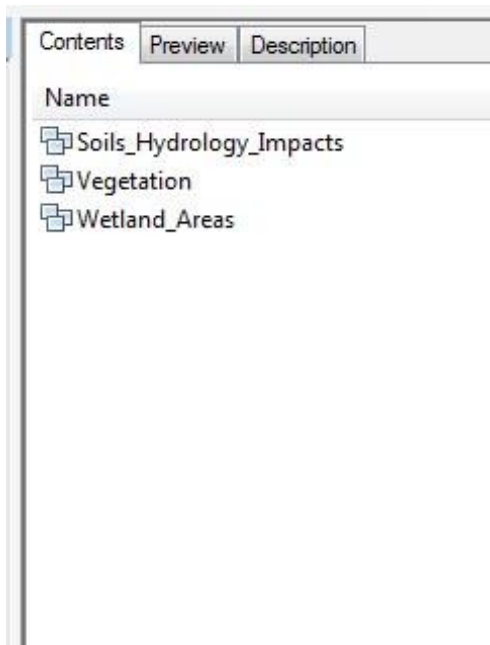 Contents Preview Description
Name
Soils_Hydrology_Impacts
Vegetation
Wetland_Areas